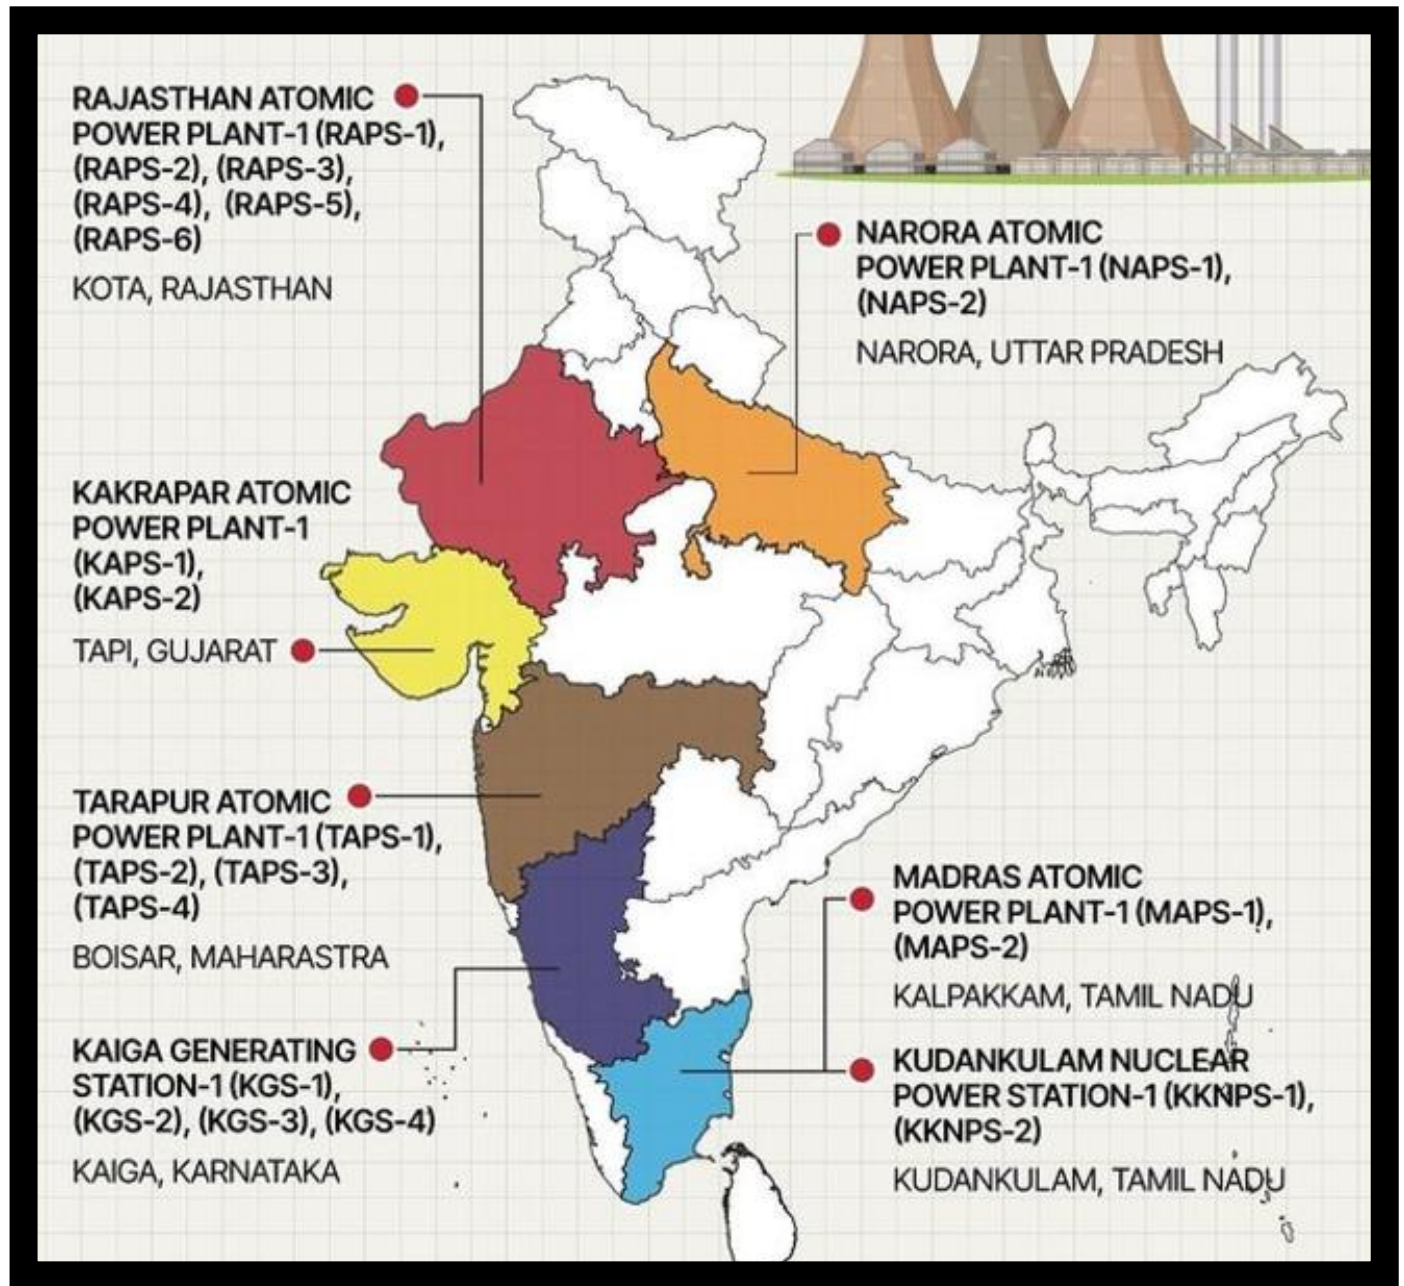 RAJASTHAN ATOMIC
POWER PLANT-1 (RAPS-1),
(RAPS-2), (RAPS-3),
(RAPS-4), (RAPS-5),
(RAPS-6)
KOTA, RAJASTHAN
NARORA ATOMIC
POWER PLANT-1 (NAPS-1),
(NAPS-2)
NARORA, UTTAR PRADESH
KAKRAPAR ATOMIC
POWER PLANT-1
(KAPS-1),
(KAPS-2)
TAPI, GUJARAT
TARAPUR ATOMIC
POWER PLANT-1 (TAPS-1),
(TAPS-2), (TAPS-3),
(TAPS-4)
BOISAR, MAHARASTRA
KAIGA GENERATING
STATION-1 (KGS-1),
(KGS-2), (KGS-3), (KGS-4)
KAIGA, KARNATAKA
MADRAS ATOMIC
POWER PLANT-1 (MAPS-1),
(MAPS-2)
KALPAKKAM, TAMIL NADU
KUDANKULAM NUCLEAR
POWER STATION-1 (KKNPS-1),
(KKNPS-2)
KUDANKULAM, TAMIL NADU